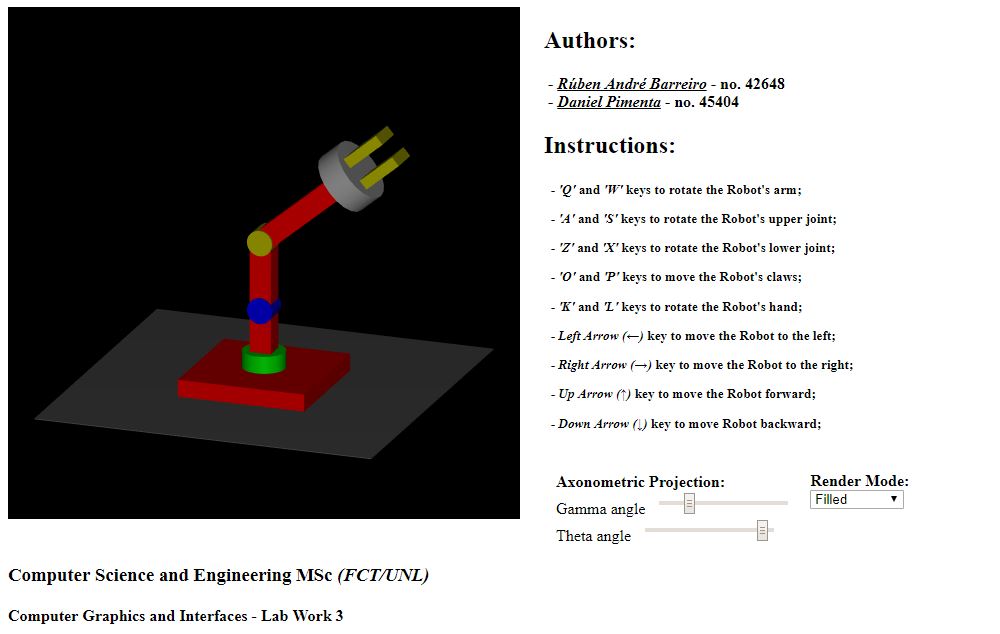 Authors:
- Rúben André Barreiro - no. 42648
- Daniel Pimenta - no. 45404
Instructions:
- 'Q' and 'W' keys to rotate the Robot's arm;
- 'A' and 'S' keys to rotate the Robot's upper joint;
- 'Z' and 'X' keys to rotate the Robot's lower joint;
- 'O' and 'P' keys to move the Robot's claws;
- 'K' and 'L' keys to rotate the Robot's hand;
- Left Arrow (←) key to move the Robot to the left;
- Right Arrow (→) key to move the Robot to the right;
- Up Arrow (↑) key to move the Robot forward;
- Down Arrow (↓) key to move Robot backward;
Axonometric Projection:
Gamma angle
Theta angle
Render Mode:
Filled
Computer Science and Engineering MSc (FCT/UNL)
Computer Graphics and Interfaces - Lab Work 3